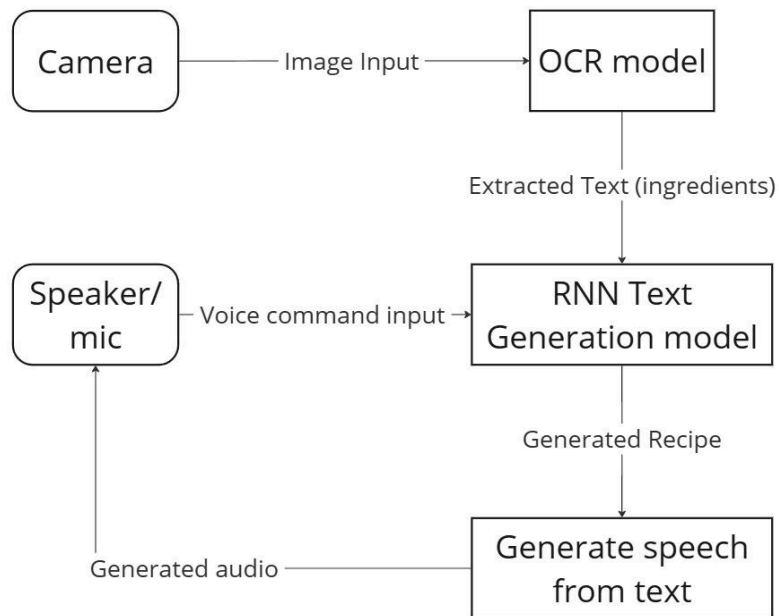 Camera
Image Input
OCR model
Extracted Text (ingredients)
Speaker/
mic
Voice command input
RNN Text
Generation model
Generated Recipe
Generated audio
Generate speech
from text